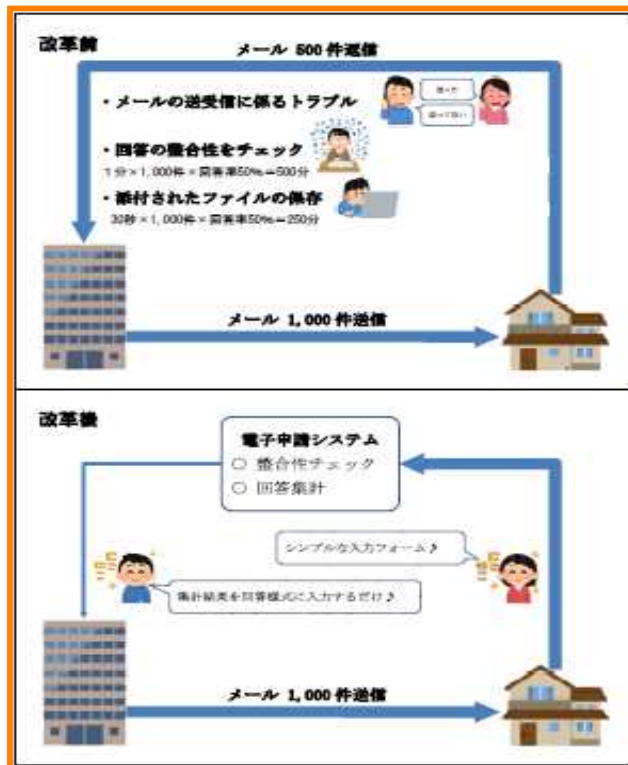 改革前
メール 500 件返信
・メールの送受信に係るトラブル
・回答の整合性をチェック
1分×1,000件×回答率50%＝500分
・添付されたファイルの保存
30秒×1,000件×回答率50%＝250分
メール 1,000 件送信
改革後
電子申請システム
○ 整合性チェック
○ 回答集計
シンプルな入力フォーム♪
集計結果を回答様式に入力するだけ♪
メール 1,000 件送信